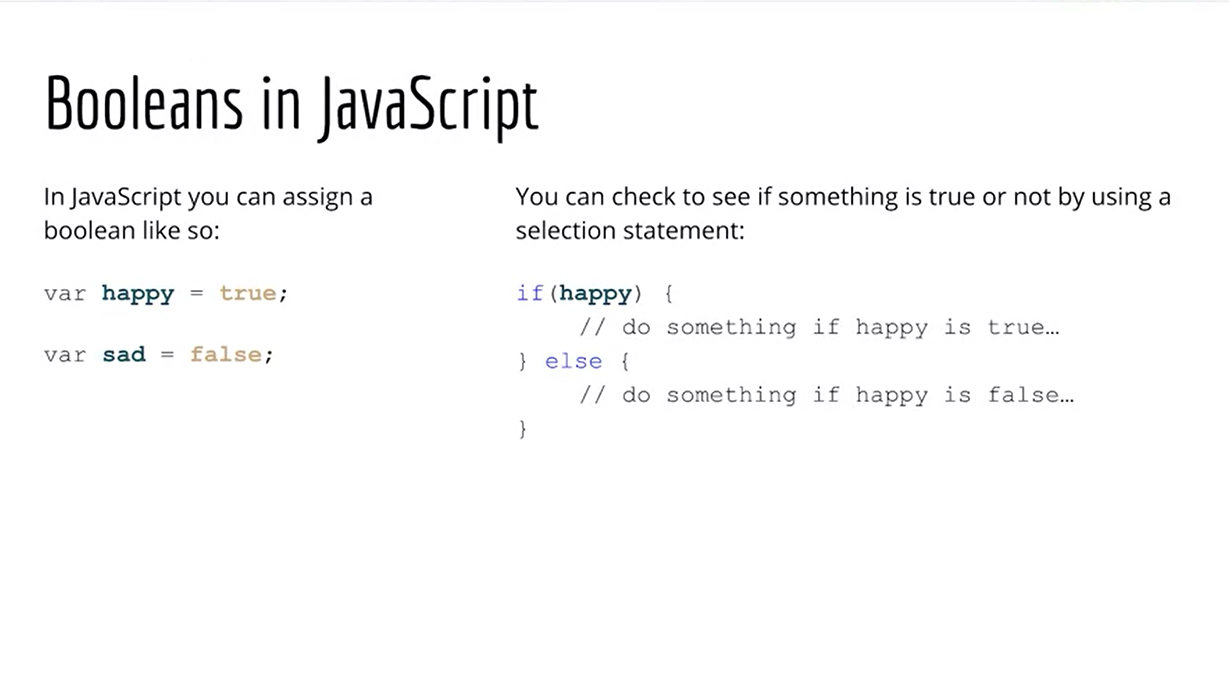 Booleans in JavaScript
In JavaScript you can assign a
boolean like so:
var happy = true;
var sad = false;
You can check to see if something is true or not by using a
selection statement:
if(happy) {
// do something if happy is true…
} else {
// do something if happy is false…
}